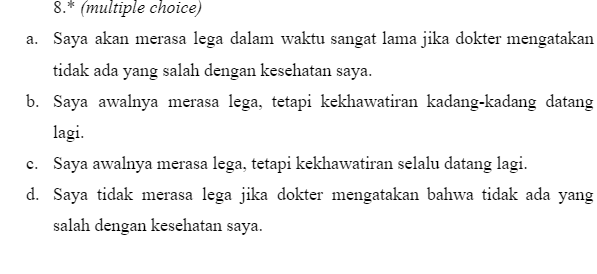 8.* (multiple choice)
a. Saya akan merasa lega dalam waktu sangat lama jika dokter mengatakan
tidak ada yang salah dengan kesehatan saya.
b. Saya awalnya merasa lega, tetapi kekhawatiran kadang-kadang datang
lagi.
c. Saya awalnya merasa lega, tetapi kekhawatiran selalu datang lagi.
d. Saya tidak merasa lega jika dokter mengatakan bahwa tidak ada yang
salah dengan kesehatan saya.